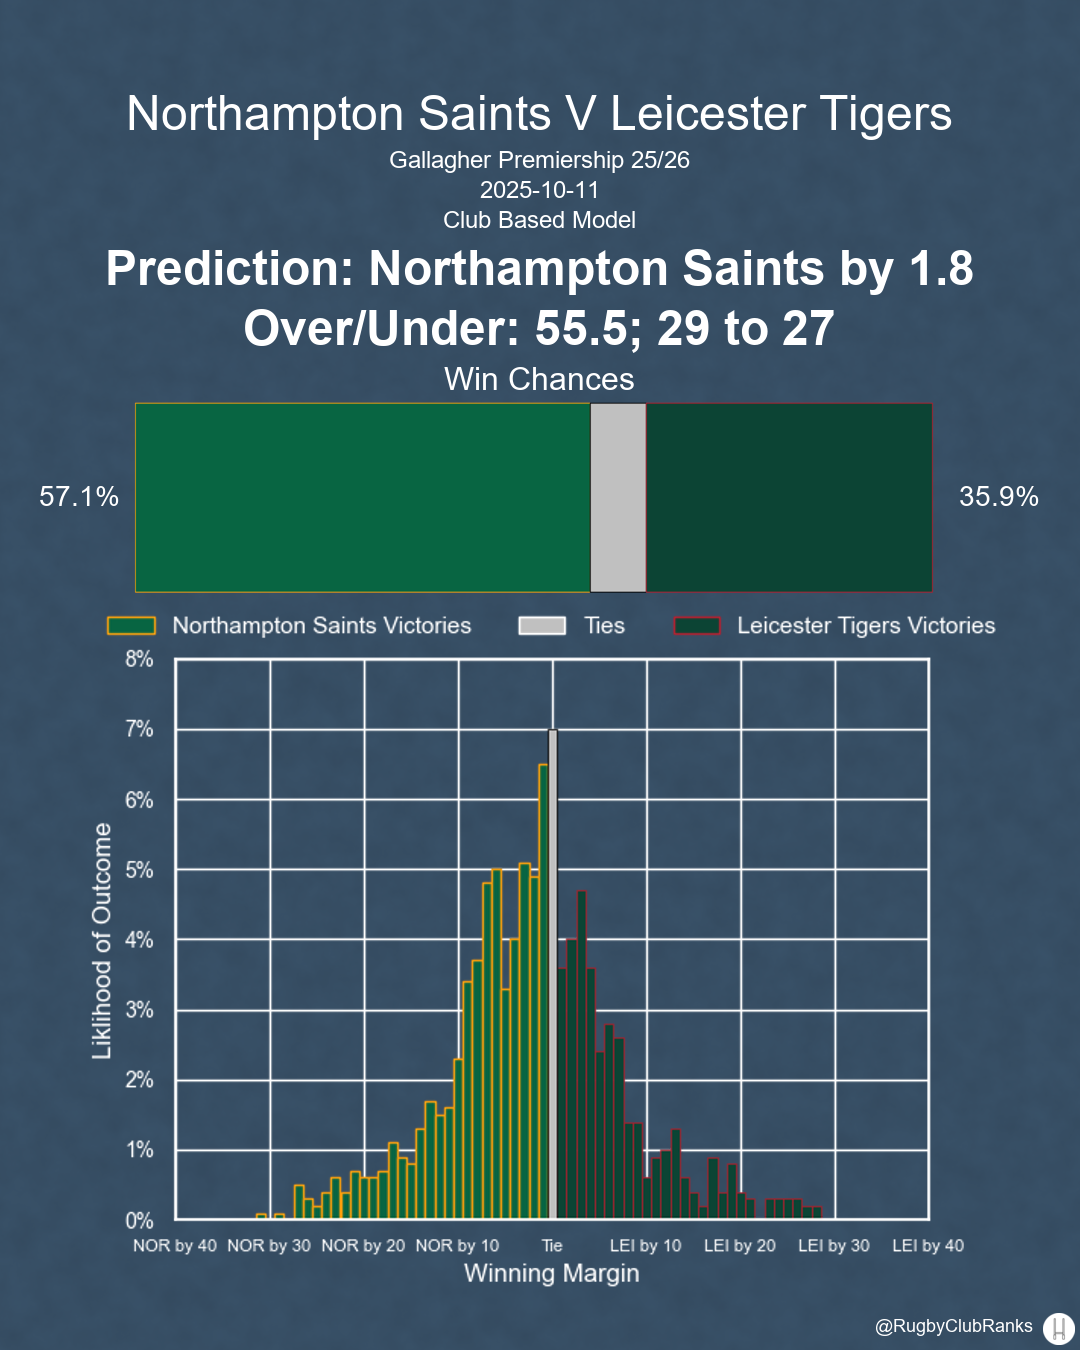 Northampton Saints V Leicester Tigers
Gallagher Premiership 25/26
2025-10-11
Club Based Model
Prediction: Northampton Saints by 1.8
Over/Under: 55.5; 29 to 27
Win Chances
57.1%
35.9%
Northampton Saints Victories
Ties
Leicester Tigers Victories
8%
7%
6%
5%
4%
3%
2%
1%
0%
Liklihood of Outcome
NOR by 40 NOR by 30 NOR by 20 NOR by 10 Tie LEI by 10 LEI by 20 LEI by 30 LEI by 40
Winning Margin
@RugbyClubRanks